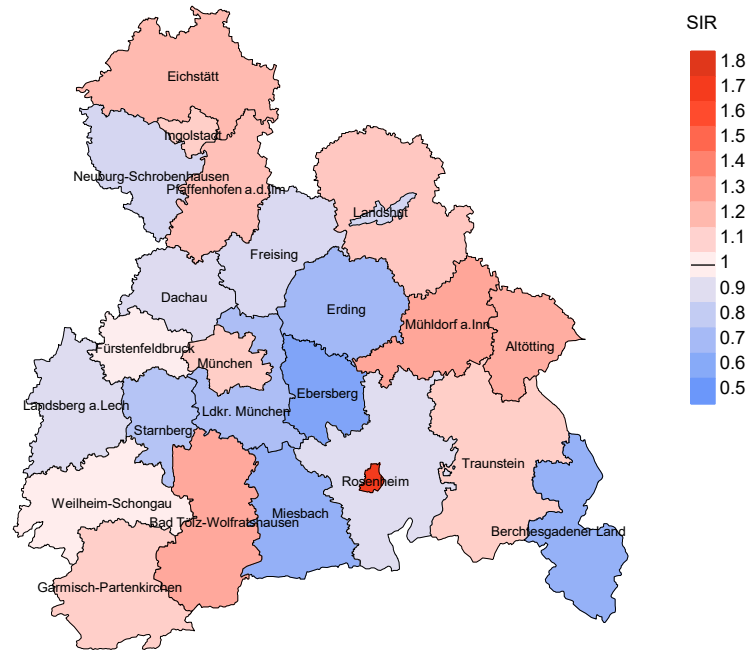 SIR
1.8
1.7
1.6
1.5
1.4
1.3
1.2
1.1
1
0.9
0.8
0.7
0.6
0.5
Eichstätt
Ingolstadt
Neuburg-Schrobenhausen
Pfaffenhofen a.d.Ilm
Landshut
Freising
Dachau
Erding
Mühldorf a.Inn
Altötting
Fürstenfeldbruck
München
Ebersberg
Landsberg a.Lech
Ldkr. München
Starnberg
Traunstein
Rosenheim
Weilheim-Schongau
Miesbach
Bad Tölz-Wolfratshausen
Berchtesgadener Land
Garmisch-Partenkirchen